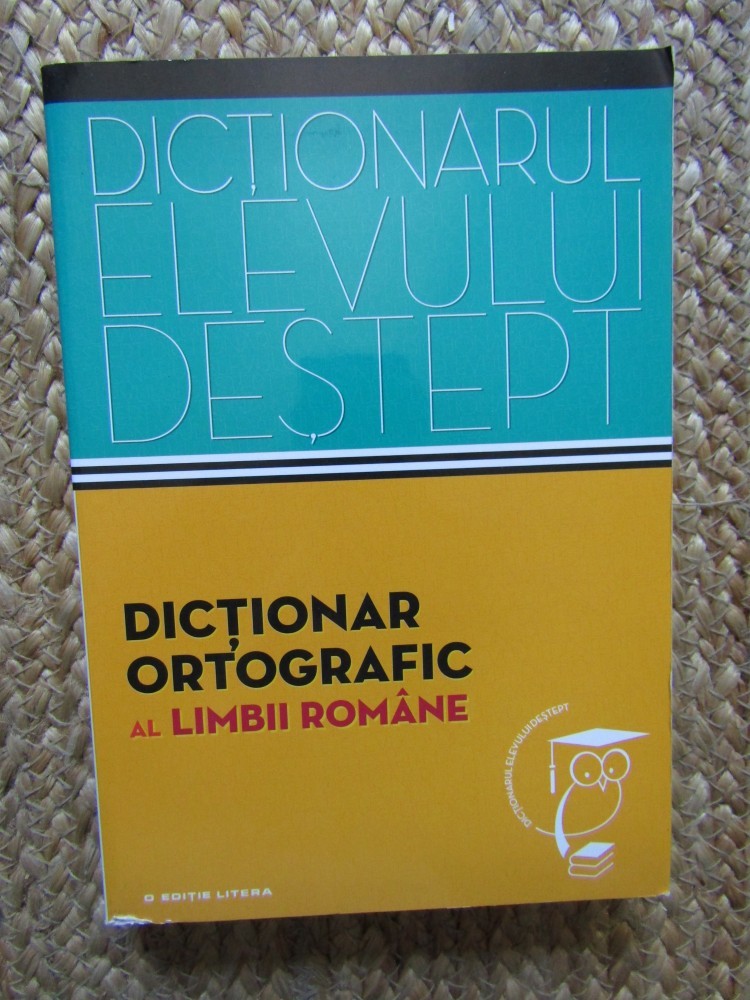 DICȚIONARUL
ELEVULUI
DEȘTEPT
DICȚIONAR
ORTOGRAFIC
AL LIMBII ROMÂNE
DICȚIONARUL ELEVULUI DEȘTEPT
O EDIȚIE LITERA